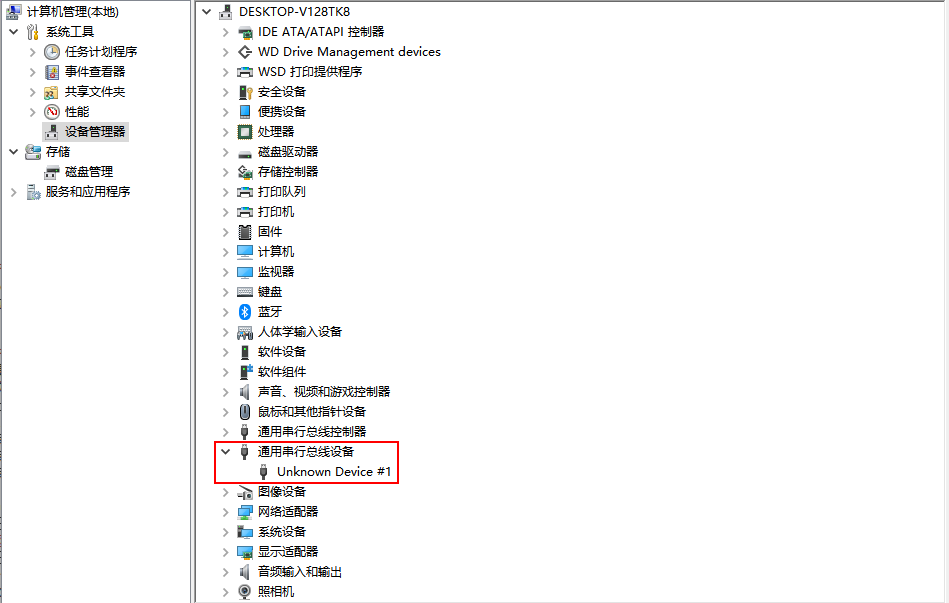 计算机管理(本地)
系统工具
任务计划程序
事件查看器
共享文件夹
性能
设备管理器
存储
磁盘管理
服务和应用程序
DESKTOP-V128TK8
IDE ATA/ATAPI 控制器
WD Drive Management devices
WSD 打印提供程序
安全设备
便携设备
处理器
磁盘驱动器
存储控制器
打印队列
打印机
固件
计算机
监视器
键盘
蓝牙
人体学输入设备
软件设备
软件组件
声音、视频和游戏控制器
鼠标和其他指针设备
通用串行总线控制器
通用串行总线设备
Unknown Device #1
图像设备
网络适配器
系统设备
显示适配器
音频输入和输出
照相机